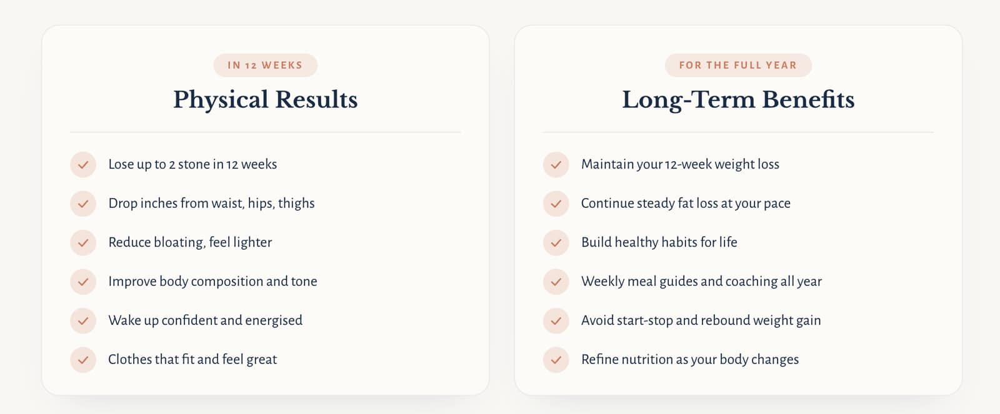 IN 12 WEEKS
Physical Results
Lose up to 2 stone in 12 weeks
Drop inches from waist, hips, thighs
Reduce bloating, feel lighter
Improve body composition and tone
Wake up confident and energised
Clothes that fit and feel great
FOR THE FULL YEAR
Long-Term Benefits
Maintain your 12-week weight loss
Continue steady fat loss at your pace
Build healthy habits for life
Weekly meal guides and coaching all year
Avoid start-stop and rebound weight gain
Refine nutrition as your body changes